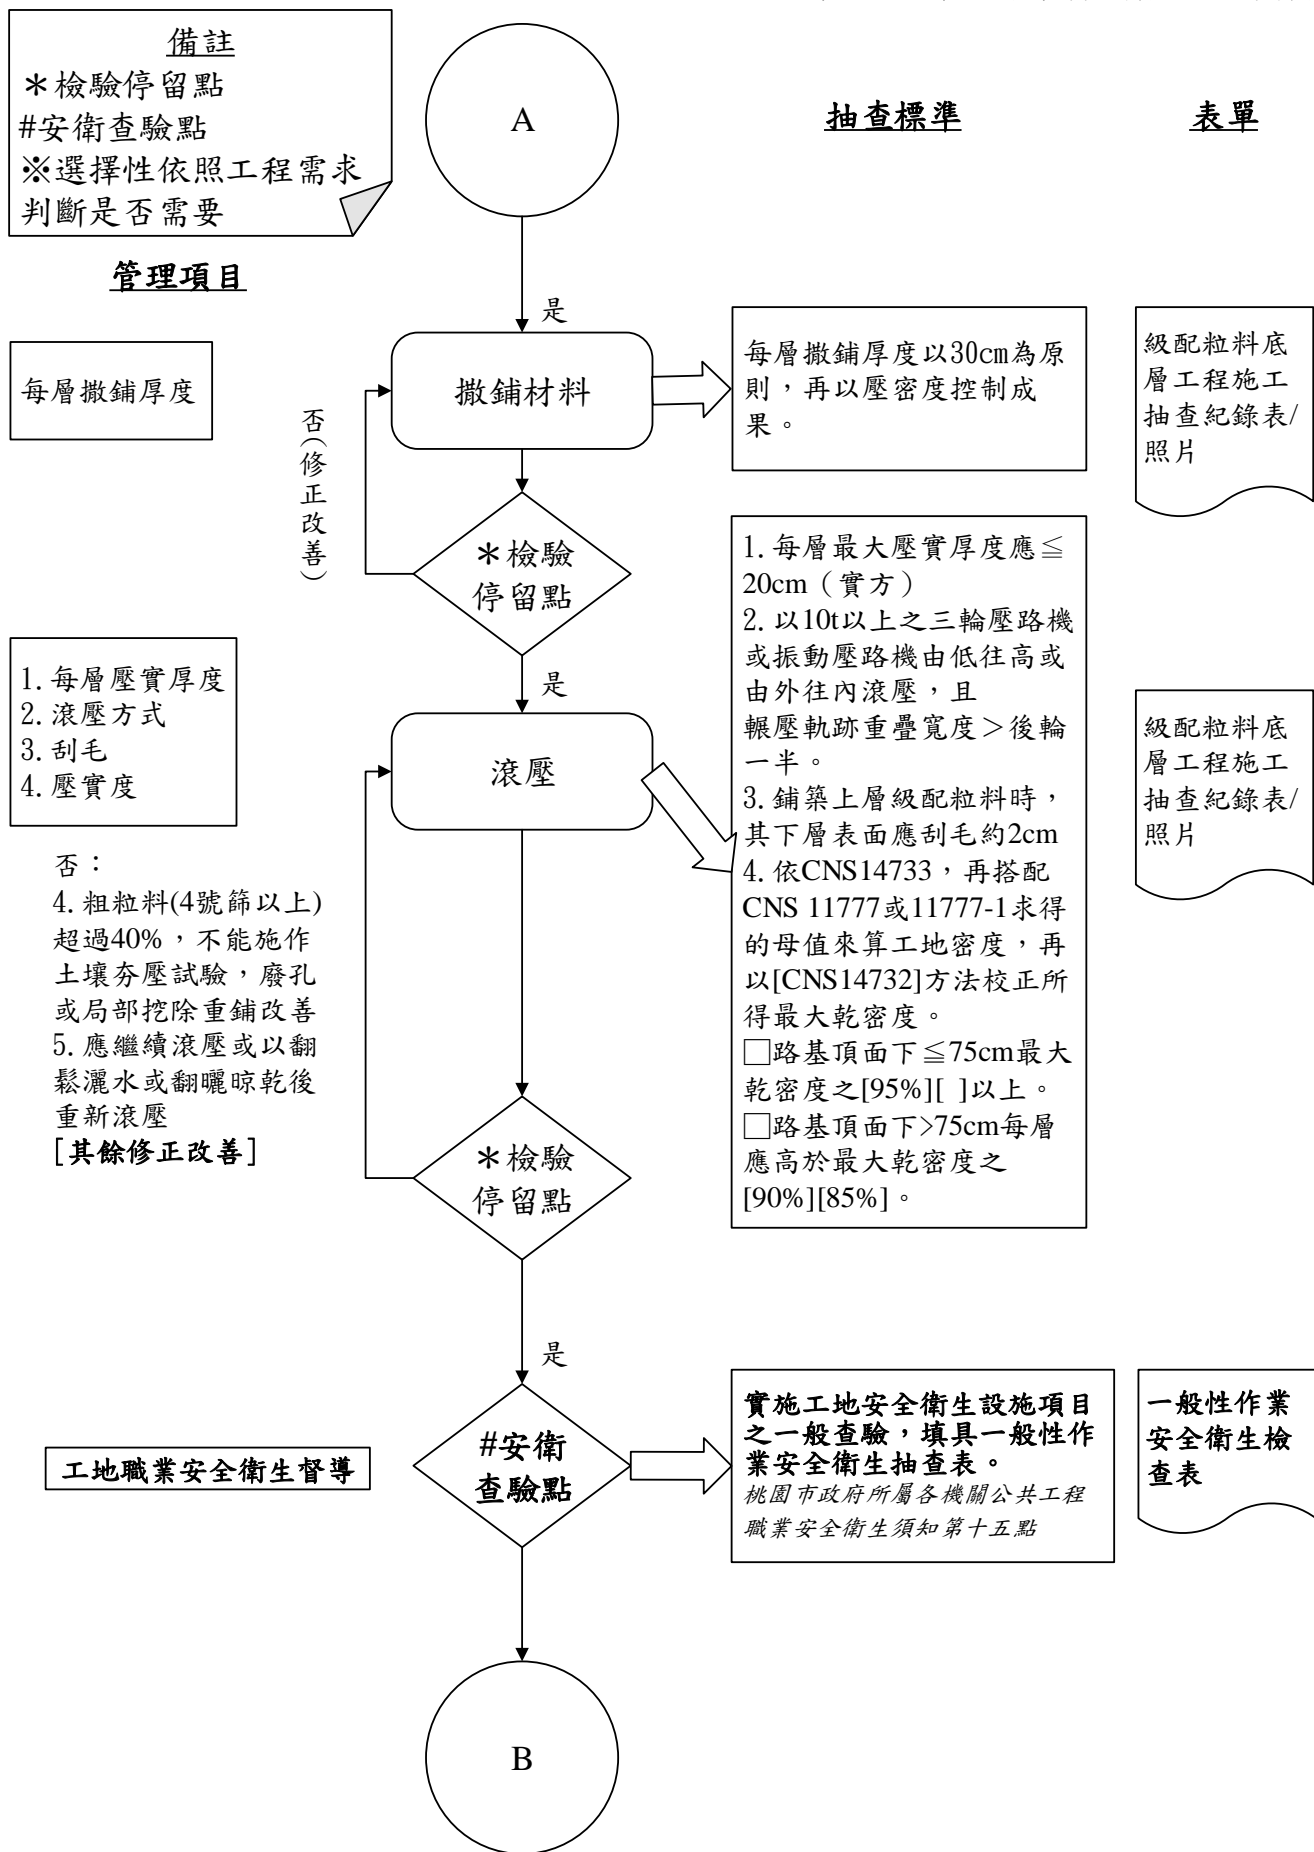 備註
＊檢驗停留點
#安衛查驗點
※選擇性依照工程需求
判斷是否需要
A
抽查標準
表單
管理項目
是
每層撒鋪厚度
撒鋪材料
每層撒鋪厚度以30cm為原
則，再以壓密度控制成
果。
級配粒料底
層工程施工
抽查紀錄表/
照片
否(修正改善)
＊檢驗
停留點
是
1.每層壓實厚度
2.滾壓方式
3.刮毛
4.壓實度
滾壓
1.每層最大壓實厚度應≦
20cm（實方）
2.以10t以上之三輪壓路機
或振動壓路機由低往高或
由外往內滾壓，且
輾壓軌跡重疊寬度＞後輪
一半。
3.鋪築上層級配粒料時，
其下層表面應刮毛約2cm
4.依CNS14733，再搭配
CNS 11777或11777-1求得
的母值來算工地密度，再
以[CNS14732]方法校正所
得最大乾密度。
□路基頂面下≦75cm最大
乾密度之[95%][ ]以上。
□路基頂面下>75cm每層
應高於最大乾密度之
[90%][85%]。
級配粒料底
層工程施工
抽查紀錄表/
照片
否：
4.粗粒料(4號篩以上)
超過40%，不能施作
土壤夯壓試驗，廢孔
或局部挖除重鋪改善
5.應繼續滾壓或以翻
鬆灑水或翻曬晾乾後
重新滾壓
[其餘修正改善]
＊檢驗
停留點
是
工地職業安全衛生督導
#安衛
查驗點
實施工地安全衛生設施項目
之一般查驗，填具一般性作
業安全衛生抽查表。
桃園市政府所屬各機關公共工程
職業安全衛生須知第十五點
一般性作業
安全衛生檢
查表
B